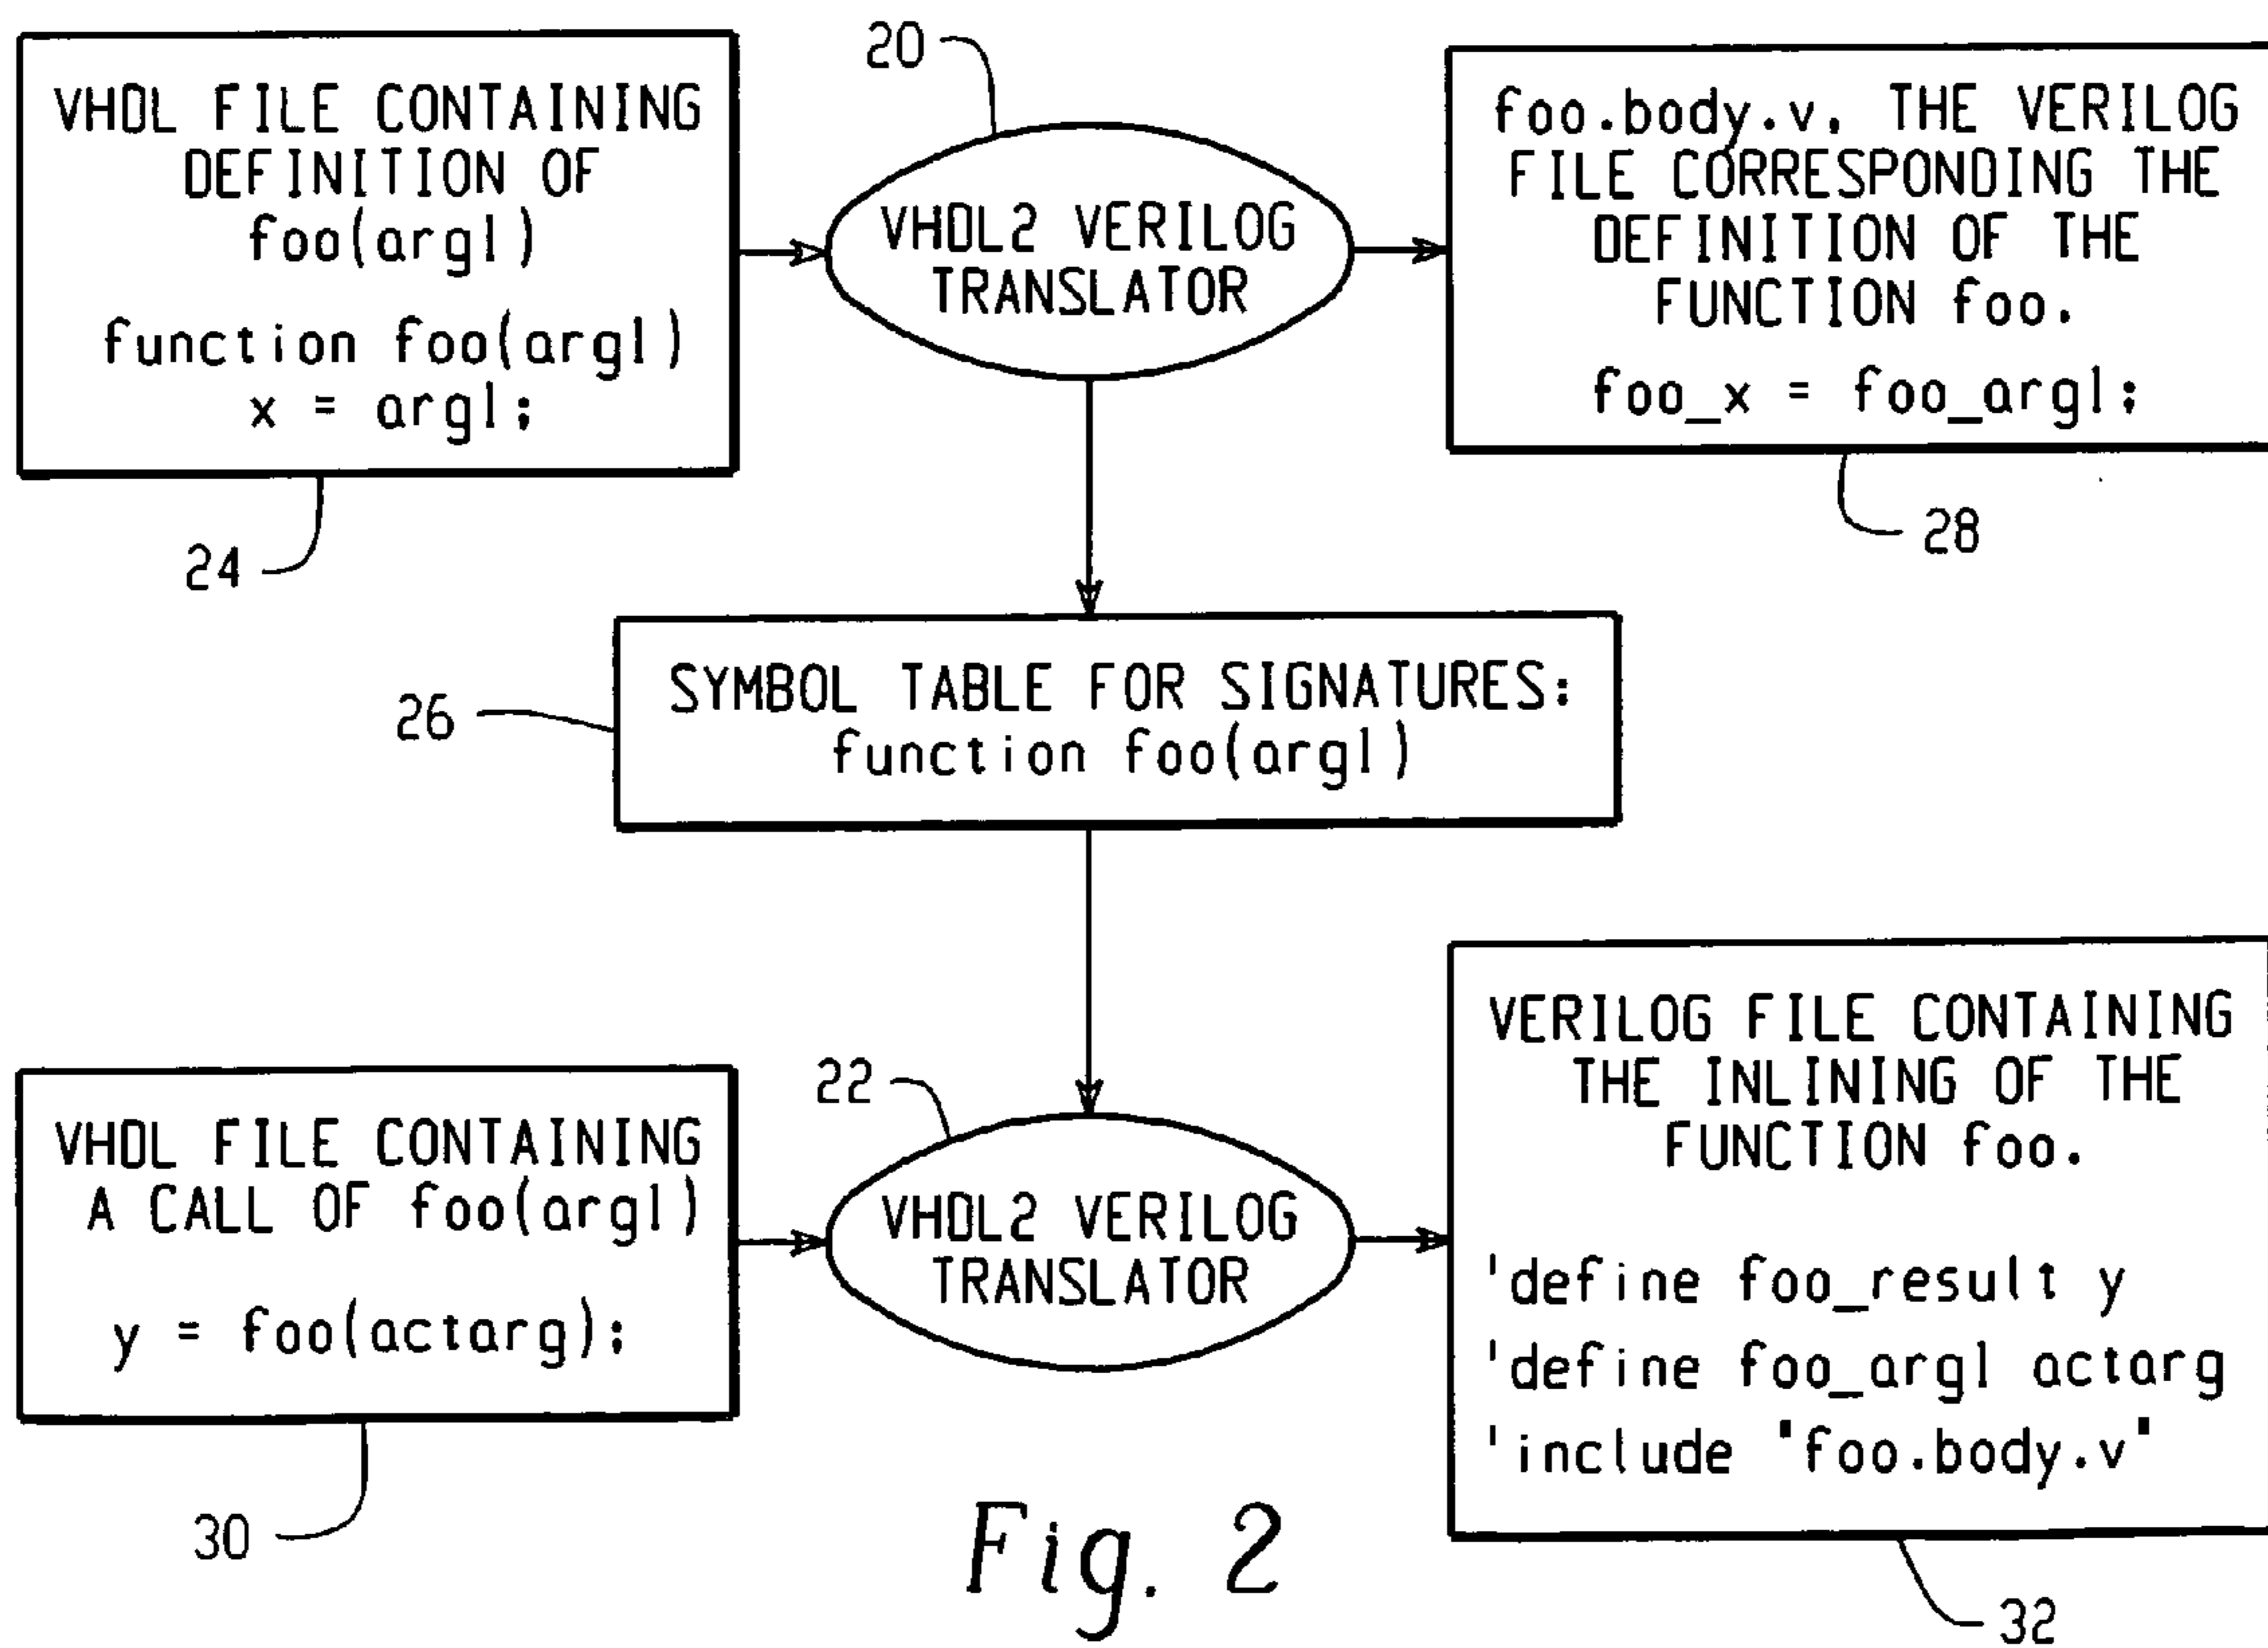 20
VHDL FILE CONTAINING
DEFINITION OF
foo(arg1)
function foo(arg1)
x = arg1;
24
VHDL2 VERILOG
TRANSLATOR
foo.body.v, THE VERILOG
FILE CORRESPONDING THE
DEFINITION OF THE
FUNCTION foo.
foo_x = foo_arg1;
28
26
SYMBOL TABLE FOR SIGNATURES:
function foo(arg1)
VHDL FILE CONTAINING
A CALL OF foo(arg1)
y = foo(actarg);
30
22
VHDL2 VERILOG
TRANSLATOR
VERILOG FILE CONTAINING
THE INLINING OF THE
FUNCTION foo.
'define foo_result y
'define foo_arg1 actarg
'include "foo.body.v"
32
Fig. 2